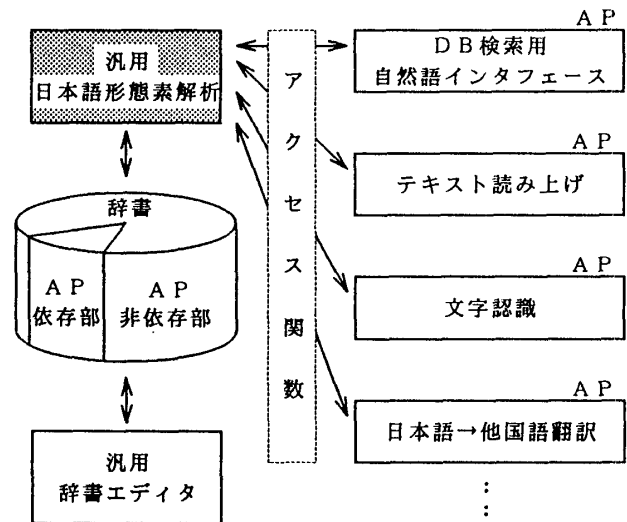 汎用
日本語形態素解析
辞書
AP
依存部
AP
非依存部
汎用
辞書エディタ
アクセス関数
AP
DB検索用
自然語インタフェース
AP
テキスト読み上げ
AP
文字認識
AP
日本語→他国語翻訳
:
: